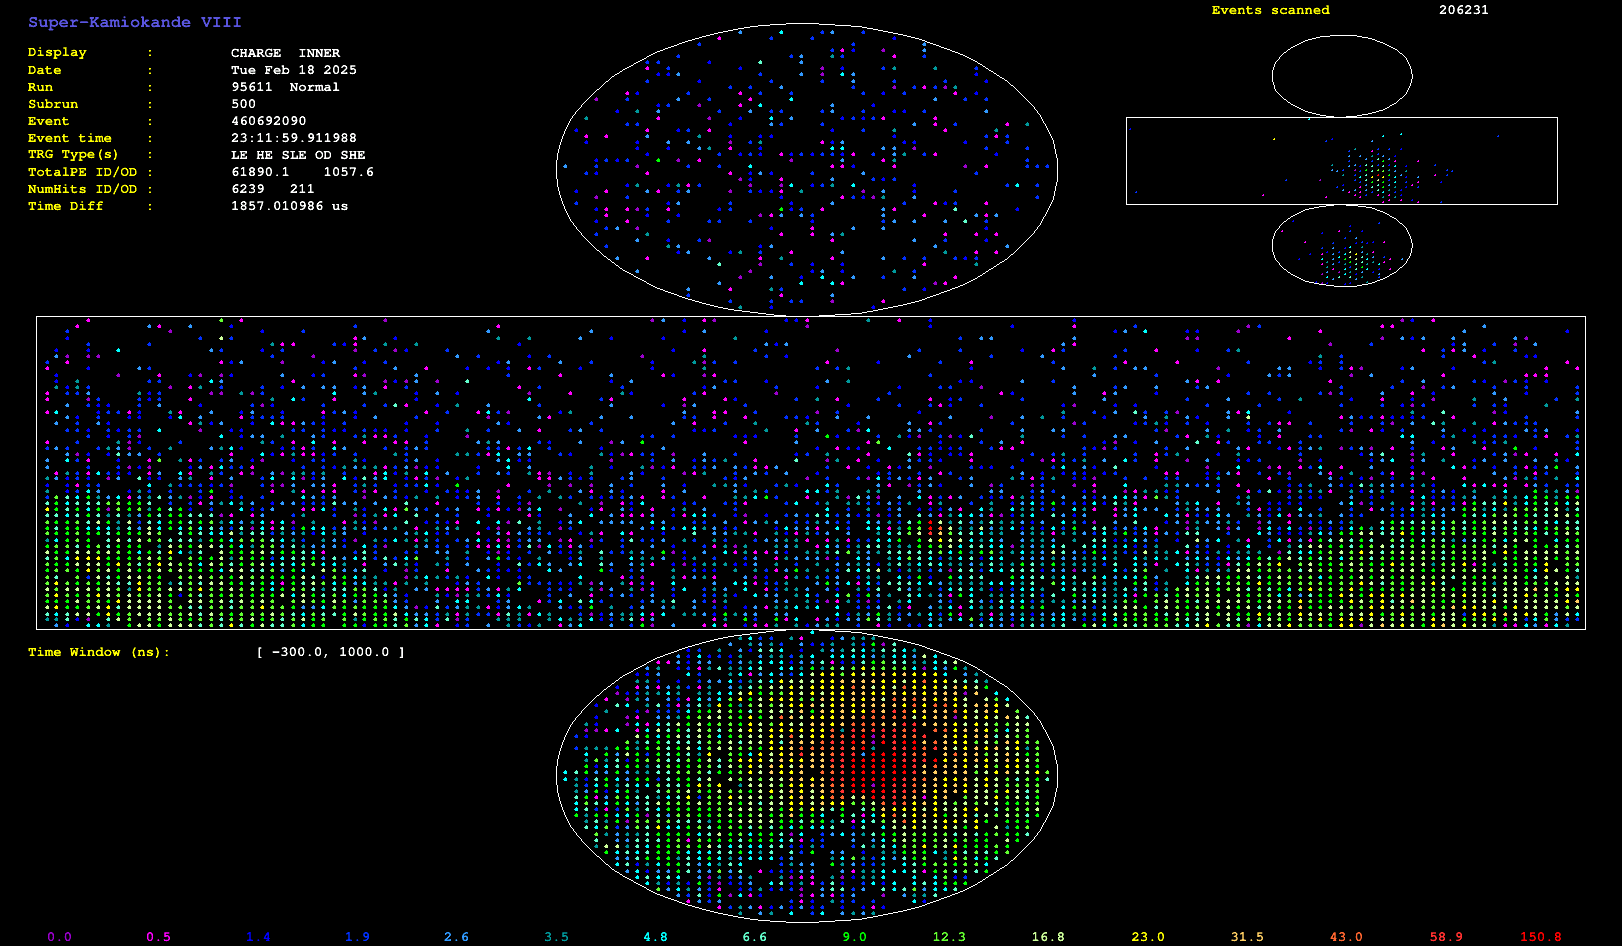 Super-Kamiokande VIII
Events scanned 206231
Display : CHARGE INNER
Date : Tue Feb 18 2025
Run : 95611 Normal
Subrun : 500
Event : 460692090
Event time : 23:11:59.911988
TRG Type(s) : LE HE SLE OD SHE
TotalPE ID/OD : 61890.1 1057.6
NumHits ID/OD : 6239 211
Time Diff : 1857.010986 us
Time Window (ns): [ -300.0, 1000.0 ]
0.0 0.5 1.4 1.9 2.6 3.5 4.8 6.6 9.0 12.3 16.8 23.0 31.5 43.0 58.9 150.8